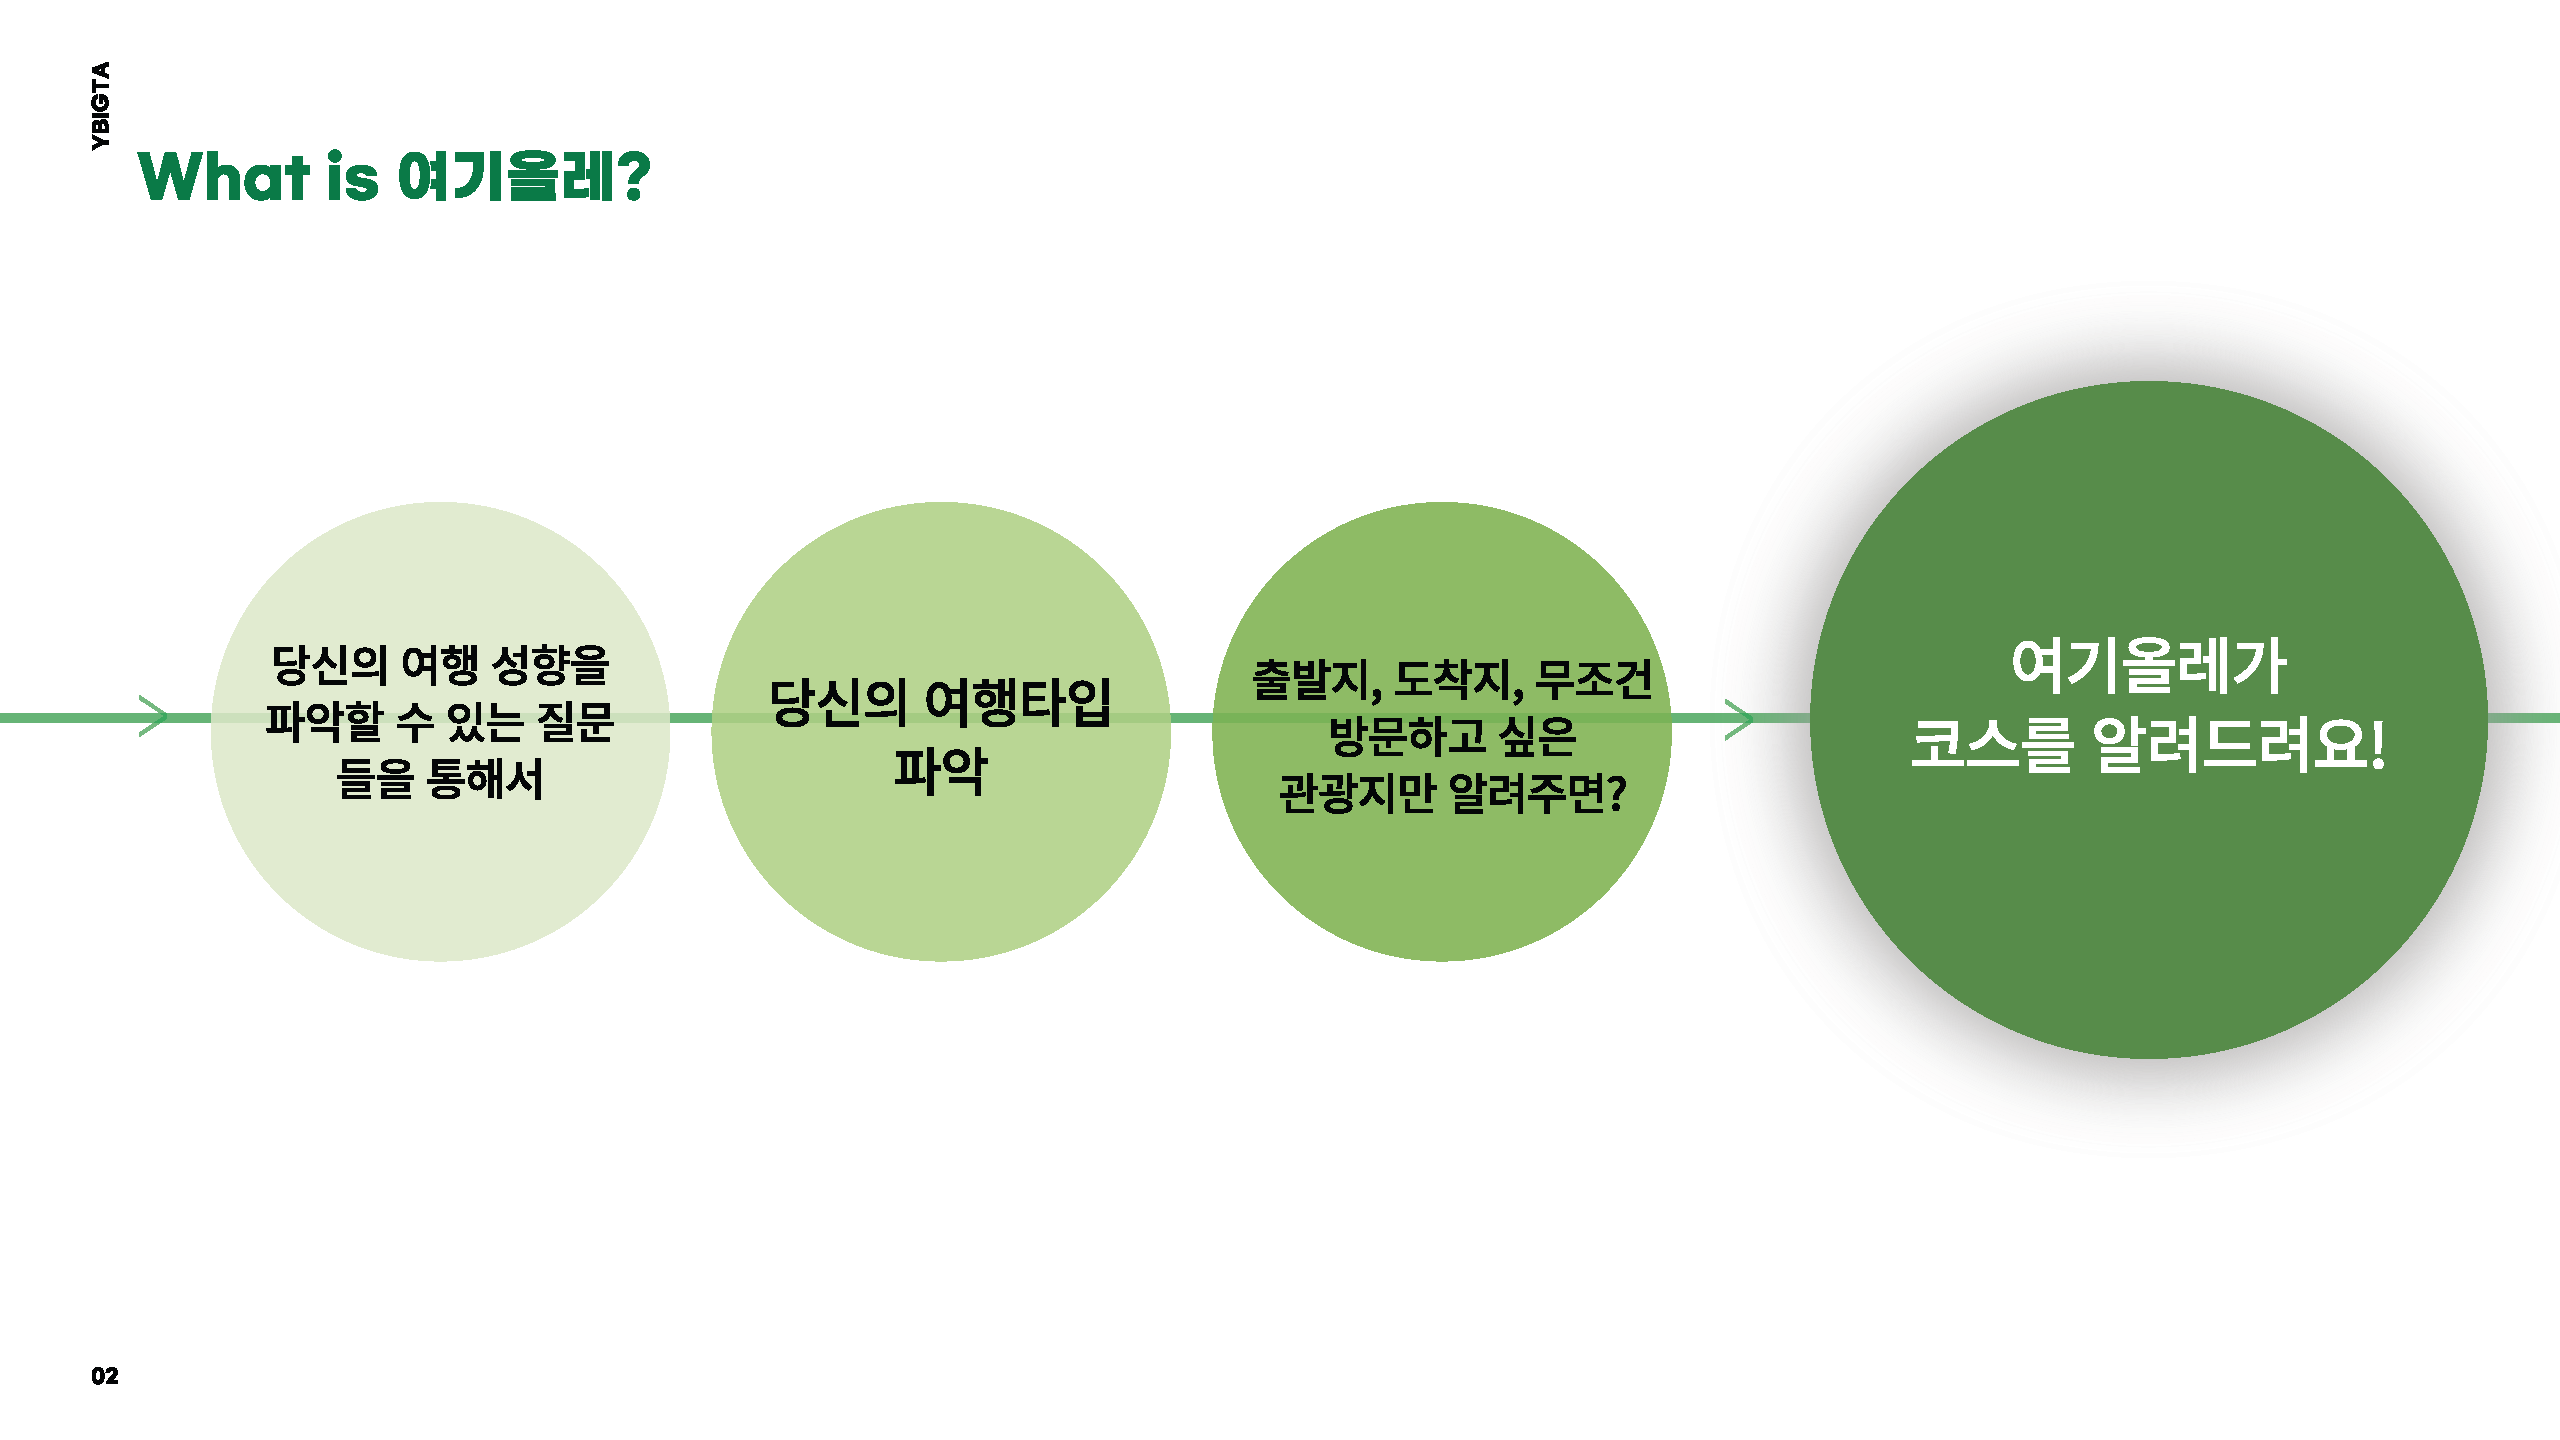 YBIGTA
What is 여기올레?
당신의 여행 성향을
파악할 수 있는 질문
들을 통해서
당신의 여행타입
파악
출발지, 도착지, 무조건
방문하고 싶은
관광지만 알려주면?
여기올레가
코스를 알려드려요!
02